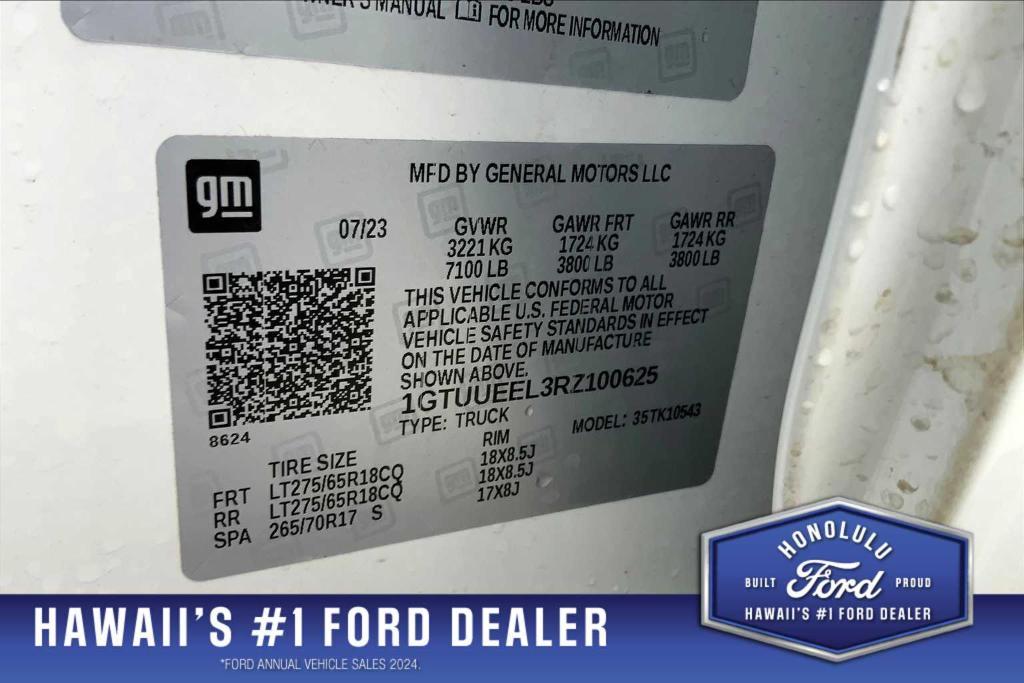 MANUAL FOR MORE INFORMATION
gm
MFD BY GENERAL MOTORS LLC
07/23 GVWR GAWR FRT GAWR RR
3221 KG 1724 KG 1724 KG
7100 LB 3800 LB 3800 LB
THIS VEHICLE CONFORMS TO ALL
APPLICABLE U.S. FEDERAL MOTOR
VEHICLE SAFETY STANDARDS IN EFFECT
ON THE DATE OF MANUFACTURE
SHOWN ABOVE.
1GTUUEEL3RZ100625
TYPE: TRUCK MODEL: 35TK10543
8624
TIRE SIZE RIM
FRT LT275/65R18CQ 18X8.5J
RR LT275/65R18CQ 18X8.5J
SPA 265/70R17 S 17X8J
HONOLULU
BUILT Ford PROUD
HAWAII'S #1 FORD DEALER
HAWAII'S #1 FORD DEALER
*FORD ANNUAL VEHICLE SALES 2024.